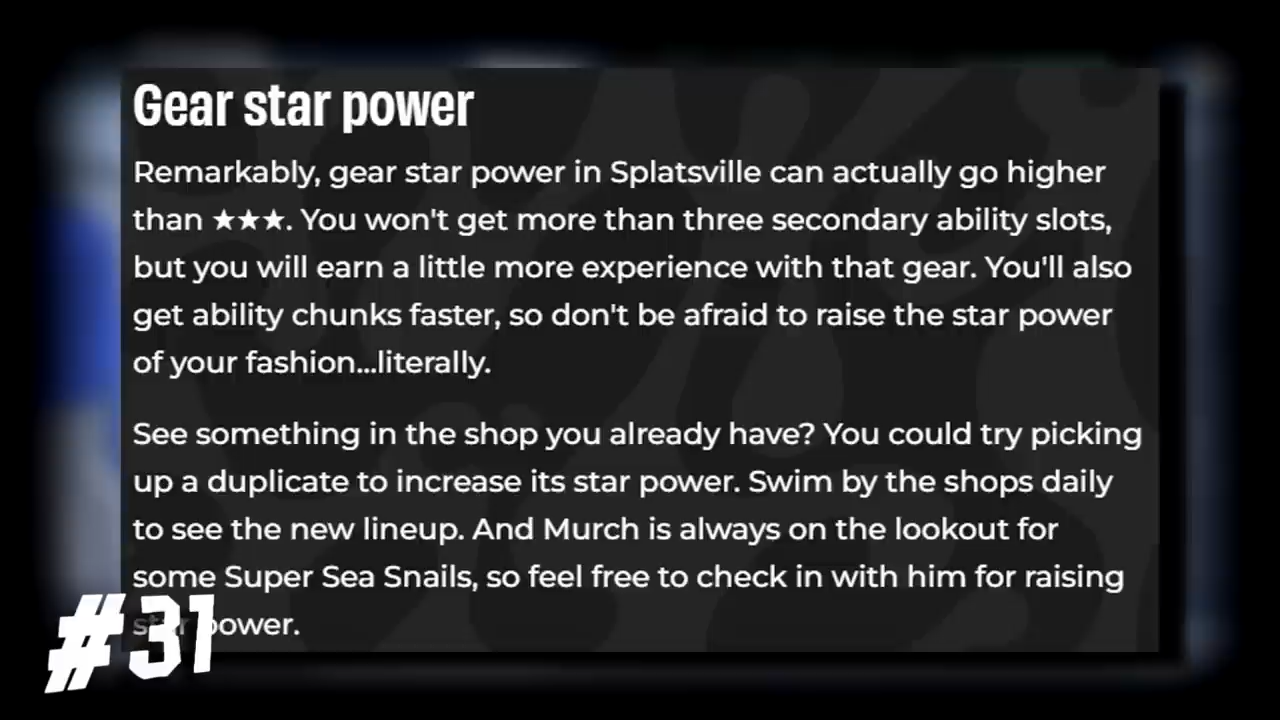 Gear star power
Remarkably, gear star power in Splatsville can actually go higher
than ★★★. You won't get more than three secondary ability slots,
but you will earn a little more experience with that gear. You'll also
get ability chunks faster, so don't be afraid to raise the star power
of your fashion...literally.
See something in the shop you already have? You could try picking
up a duplicate to increase its star power. Swim by the shops daily
to see the new lineup. And Murch is always on the lookout for
some Super Sea Snails, so feel free to check in with him for raising
star power.
#31